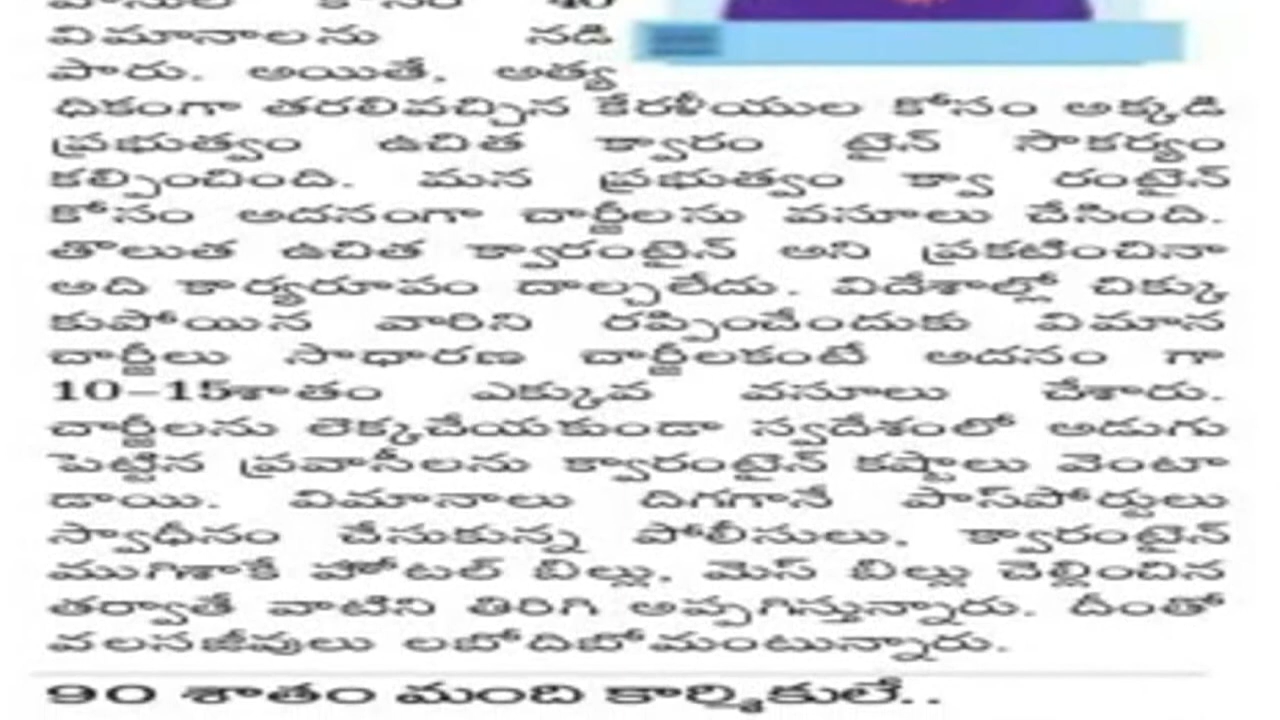 విమానాలను నడి
పారు. అయితే, అత్య
ధికంగా తరలివచ్చిన కేరళీయుల కోసం అక్కడి
ప్రభుత్వం ఉచిత క్వారం టైన్ సౌకర్యం
కల్పించింది. మన ప్రభుత్వం క్వా రంటైన్
కోసం అదనంగా చార్జీలను వసూలు చేసింది.
తొలుత ఉచిత క్వారంటైన్ అని ప్రకటించినా
అది కార్యరూపం దాల్చలేదు. విదేశాల్లో చిక్కు
కుపోయిన వారిని రప్పించేందుకు విమాన
చార్జీలు సాధారణ చార్జీలకంటే అదనం గా
10–15శాతం ఎక్కువ వసూలు చేశారు.
చార్జీలను లెక్కచేయకుండా స్వదేశంలో అడుగు
పెట్టిన ప్రవాసీలను క్వారంటైన్ కష్టాలు వెంటా
డాయి. విమానాలు దిగగానే పాస్‌పోర్టులు
స్వాధీనం చేసుకున్న పోలీసులు, క్వారంటైన్
ముగిశాకే హోటల్ బిల్లు, మెస్ బిల్లు చెల్లించిన
తర్వాతే వాటిని తిరిగి అప్పగిస్తున్నారు. దీంతో
వలసజీవులు లబోదిబోమంటున్నారు.
90 శాతం మంది కార్మికులే..